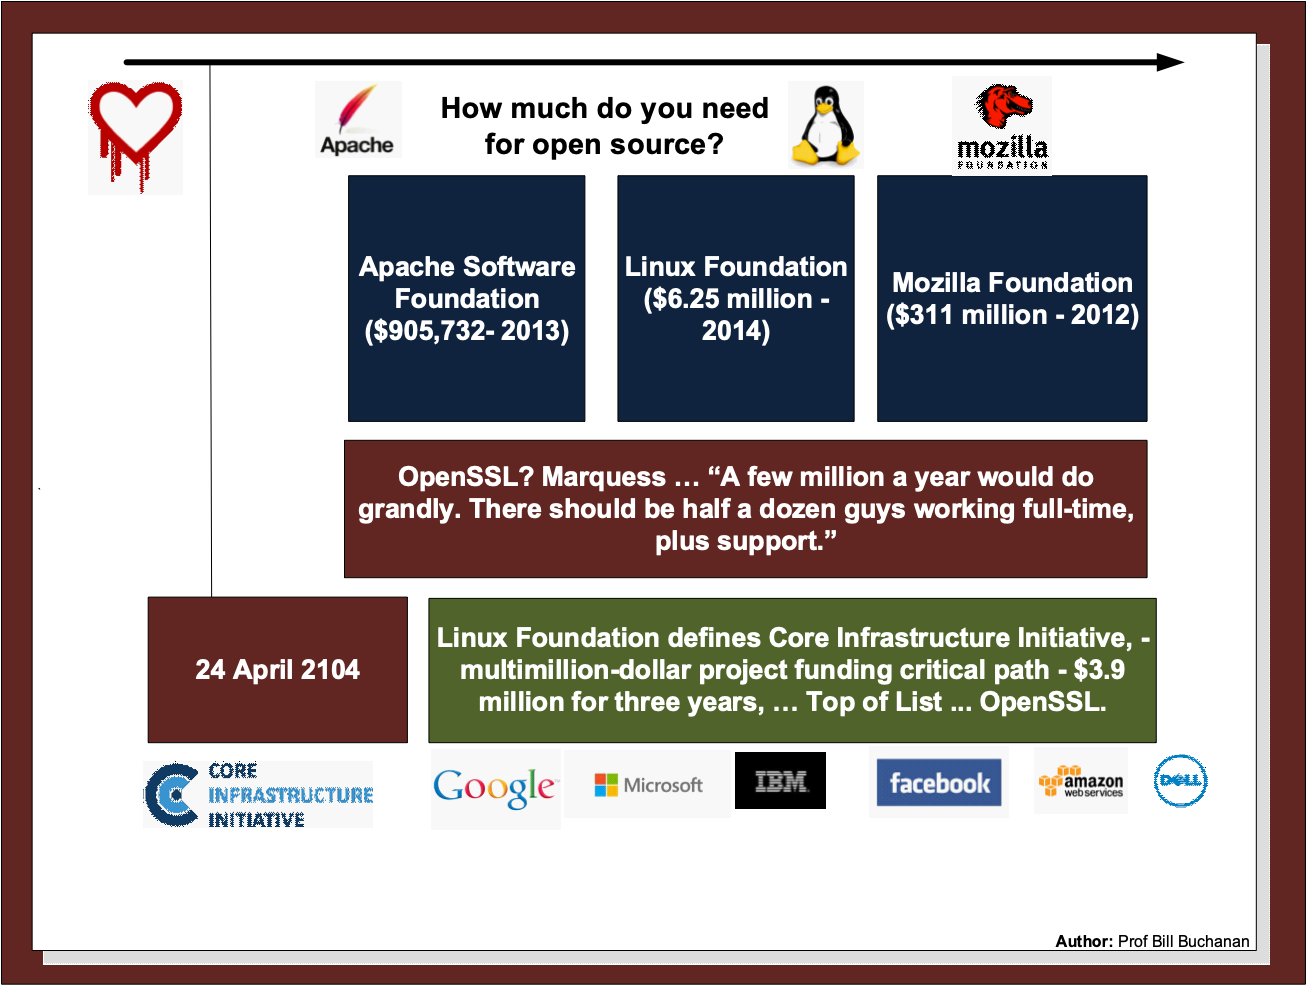 Apache
How much do you need
for open source?
mozilla
FOUNDATION
Apache Software
Foundation
($905,732- 2013)
Linux Foundation
($6.25 million -
2014)
Mozilla Foundation
($311 million - 2012)
OpenSSL? Marquess … “A few million a year would do
grandly. There should be half a dozen guys working full-time,
plus support.”
24 April 2104
Linux Foundation defines Core Infrastructure Initiative, -
multimillion-dollar project funding critical path - $3.9
million for three years, … Top of List ... OpenSSL.
CORE
INFRASTRUCTURE
INITIATIVE
Google™
Microsoft
IBM
facebook
amazon
webservices
DELL
Author: Prof Bill Buchanan